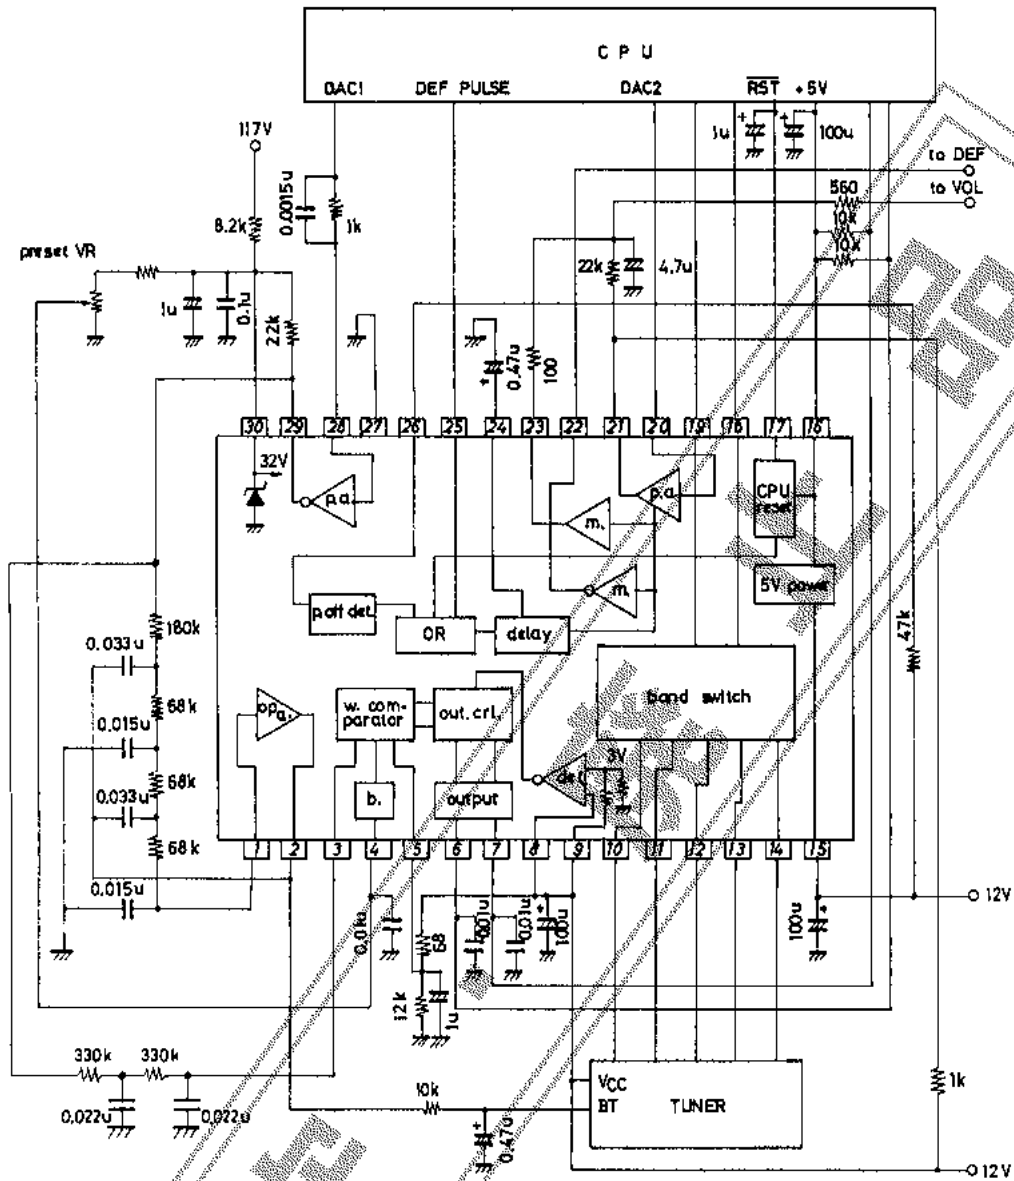 CPU
DAC1 DEF PULSE DAC2 RST +5V
117V
1u
100u
to DEF
0.0015u
560
to VOL
8.2k
1k
10k
10k
preset VR
22k
4.7u
1u
0.1u
22k
0.47u
100
30 29 28 27 26 25 24 23 22 21 20 19 16 17 18
32V
p.a.
p.a
CPU
reset
m.
m.
5V power
p.off det.
OR
delay
47k
180k
0.033u
68k
0.015u
68k
0.033u
68k
0.015u
op a.
w. com-
parator
out. crl.
band switch
3V
det
b.
output
1 2 3 4 5 6 7 8 9 10 11 12 13 14 15
12V
68
0.01u
0.01u
100u
100u
12k
1u
330k 330k
0.022u
0.022u
10k
0.47u
VCC
BT
TUNER
1k
12V